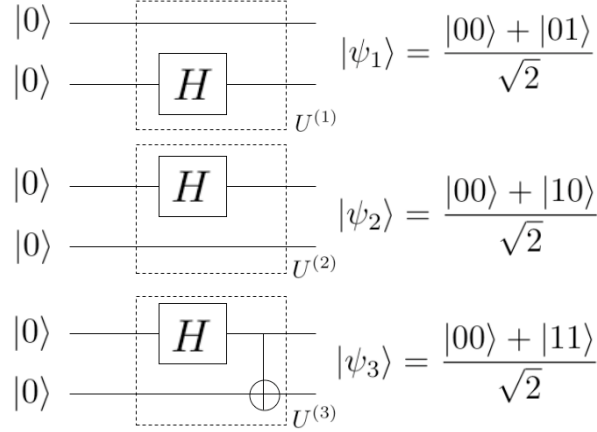 |0⟩
|0⟩ H |ψ₁⟩ = (|00⟩ + |01⟩)/√2
U⁽¹⁾
|0⟩ H
|0⟩ |ψ₂⟩ = (|00⟩ + |10⟩)/√2
U⁽²⁾
|0⟩ H
|0⟩ |ψ₃⟩ = (|00⟩ + |11⟩)/√2
U⁽³⁾